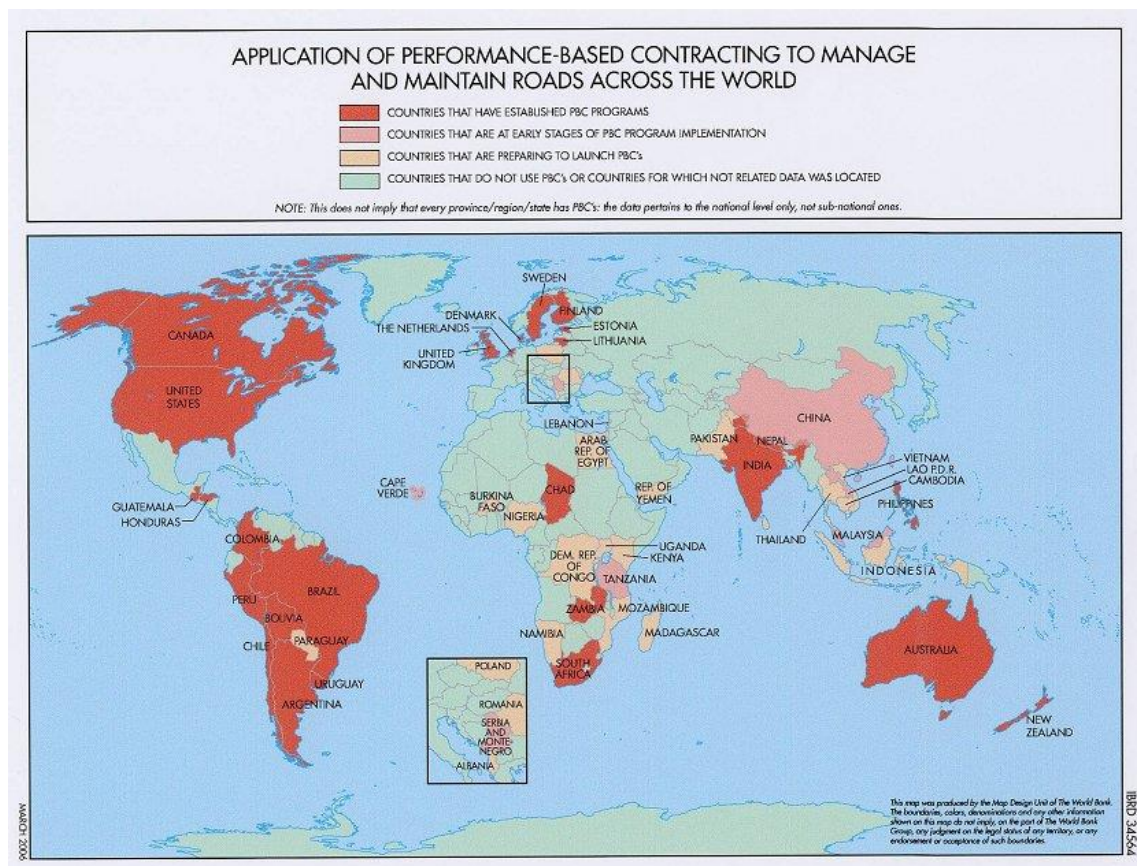 APPLICATION OF PERFORMANCE-BASED CONTRACTING TO MANAGE
AND MAINTAIN ROADS ACROSS THE WORLD
COUNTRIES THAT HAVE ESTABLISHED PBC PROGRAMS
COUNTRIES THAT ARE AT EARLY STAGES OF PBC PROGRAM IMPLEMENTATION
COUNTRIES THAT ARE PREPARING TO LAUNCH PBC's
COUNTRIES THAT DO NOT USE PBC's OR COUNTRIES FOR WHICH NOT RELATED DATA WAS LOCATED
NOTE: This does not imply that every province/region/state has PBC's: the data pertains to the national level only, not sub-national ones.
SWEDEN
FINLAND
DENMARK
THE NETHERLANDS
ESTONIA
LITHUANIA
UNITED
KINGDOM
CANADA
UNITED
STATES
CHINA
LEBANON
ARAB
REP. OF
EGYPT
PAKISTAN
NEPAL
INDIA
VIETNAM
LAO P.D.R.
CAMBODIA
CAPE
VERDE
BURKINA
FASO
CHAD
REP. OF
YEMEN
NIGERIA
GUATEMALA
HONDURAS
PHILIPPINES
THAILAND
MALAYSIA
COLOMBIA
UGANDA
KENYA
DEM. REP.
OF
CONGO
TANZANIA
INDONESIA
PERU
BRAZIL
BOLIVIA
ZAMBIA
MOZAMBIQUE
NAMIBIA
MADAGASCAR
CHILE
PARAGUAY
AUSTRALIA
SOUTH
AFRICA
URUGUAY
ARGENTINA
NEW
ZEALAND
POLAND
ROMANIA
SERBIA
AND
MONTE-
NEGRO
ALBANIA
This map was produced by the Map Design Unit of The World Bank.
The boundaries, colors, denominations and any other information
shown on this map do not imply, on the part of The World Bank
Group, any judgment on the legal status of any territory, or any
endorsement or acceptance of such boundaries.
MARCH 2006
IBRD 34564